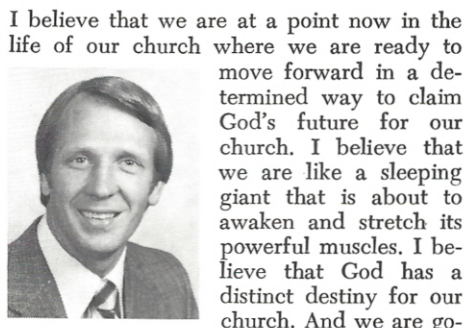 I believe that we are at a point now in the
life of our church where we are ready to
move forward in a de-
termined way to claim
God's future for our
church. I believe that
we are like a sleeping
giant that is about to
awaken and stretch its
powerful muscles. I be-
lieve that God has a
distinct destiny for our
church. And we are go-